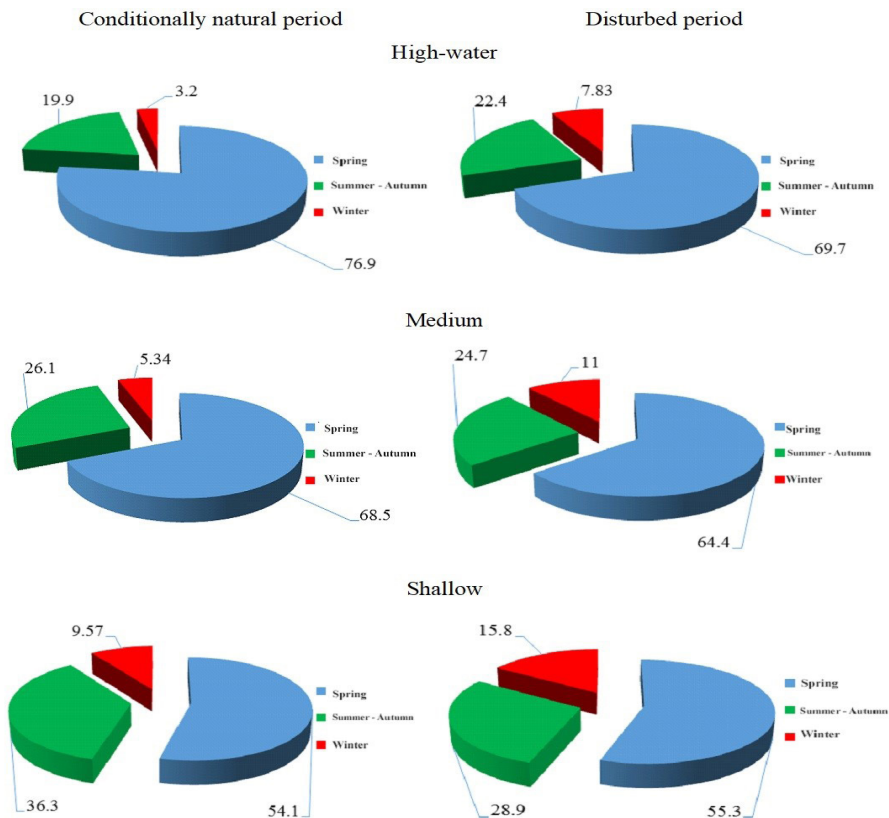 Conditionally natural period
Disturbed period
High-water
19.9
3.2
Spring
Summer - Autumn
Winter
76.9
22.4
7.83
Spring
Summer - Autumn
Winter
69.7
Medium
26.1
5.34
Spring
Summer - Autumn
Winter
68.5
24.7
11
Spring
Summer - Autumn
Winter
64.4
Shallow
9.57
Spring
Summer - Autumn
Winter
36.3
54.1
15.8
Spring
Summer - Autumn
Winter
28.9
55.3